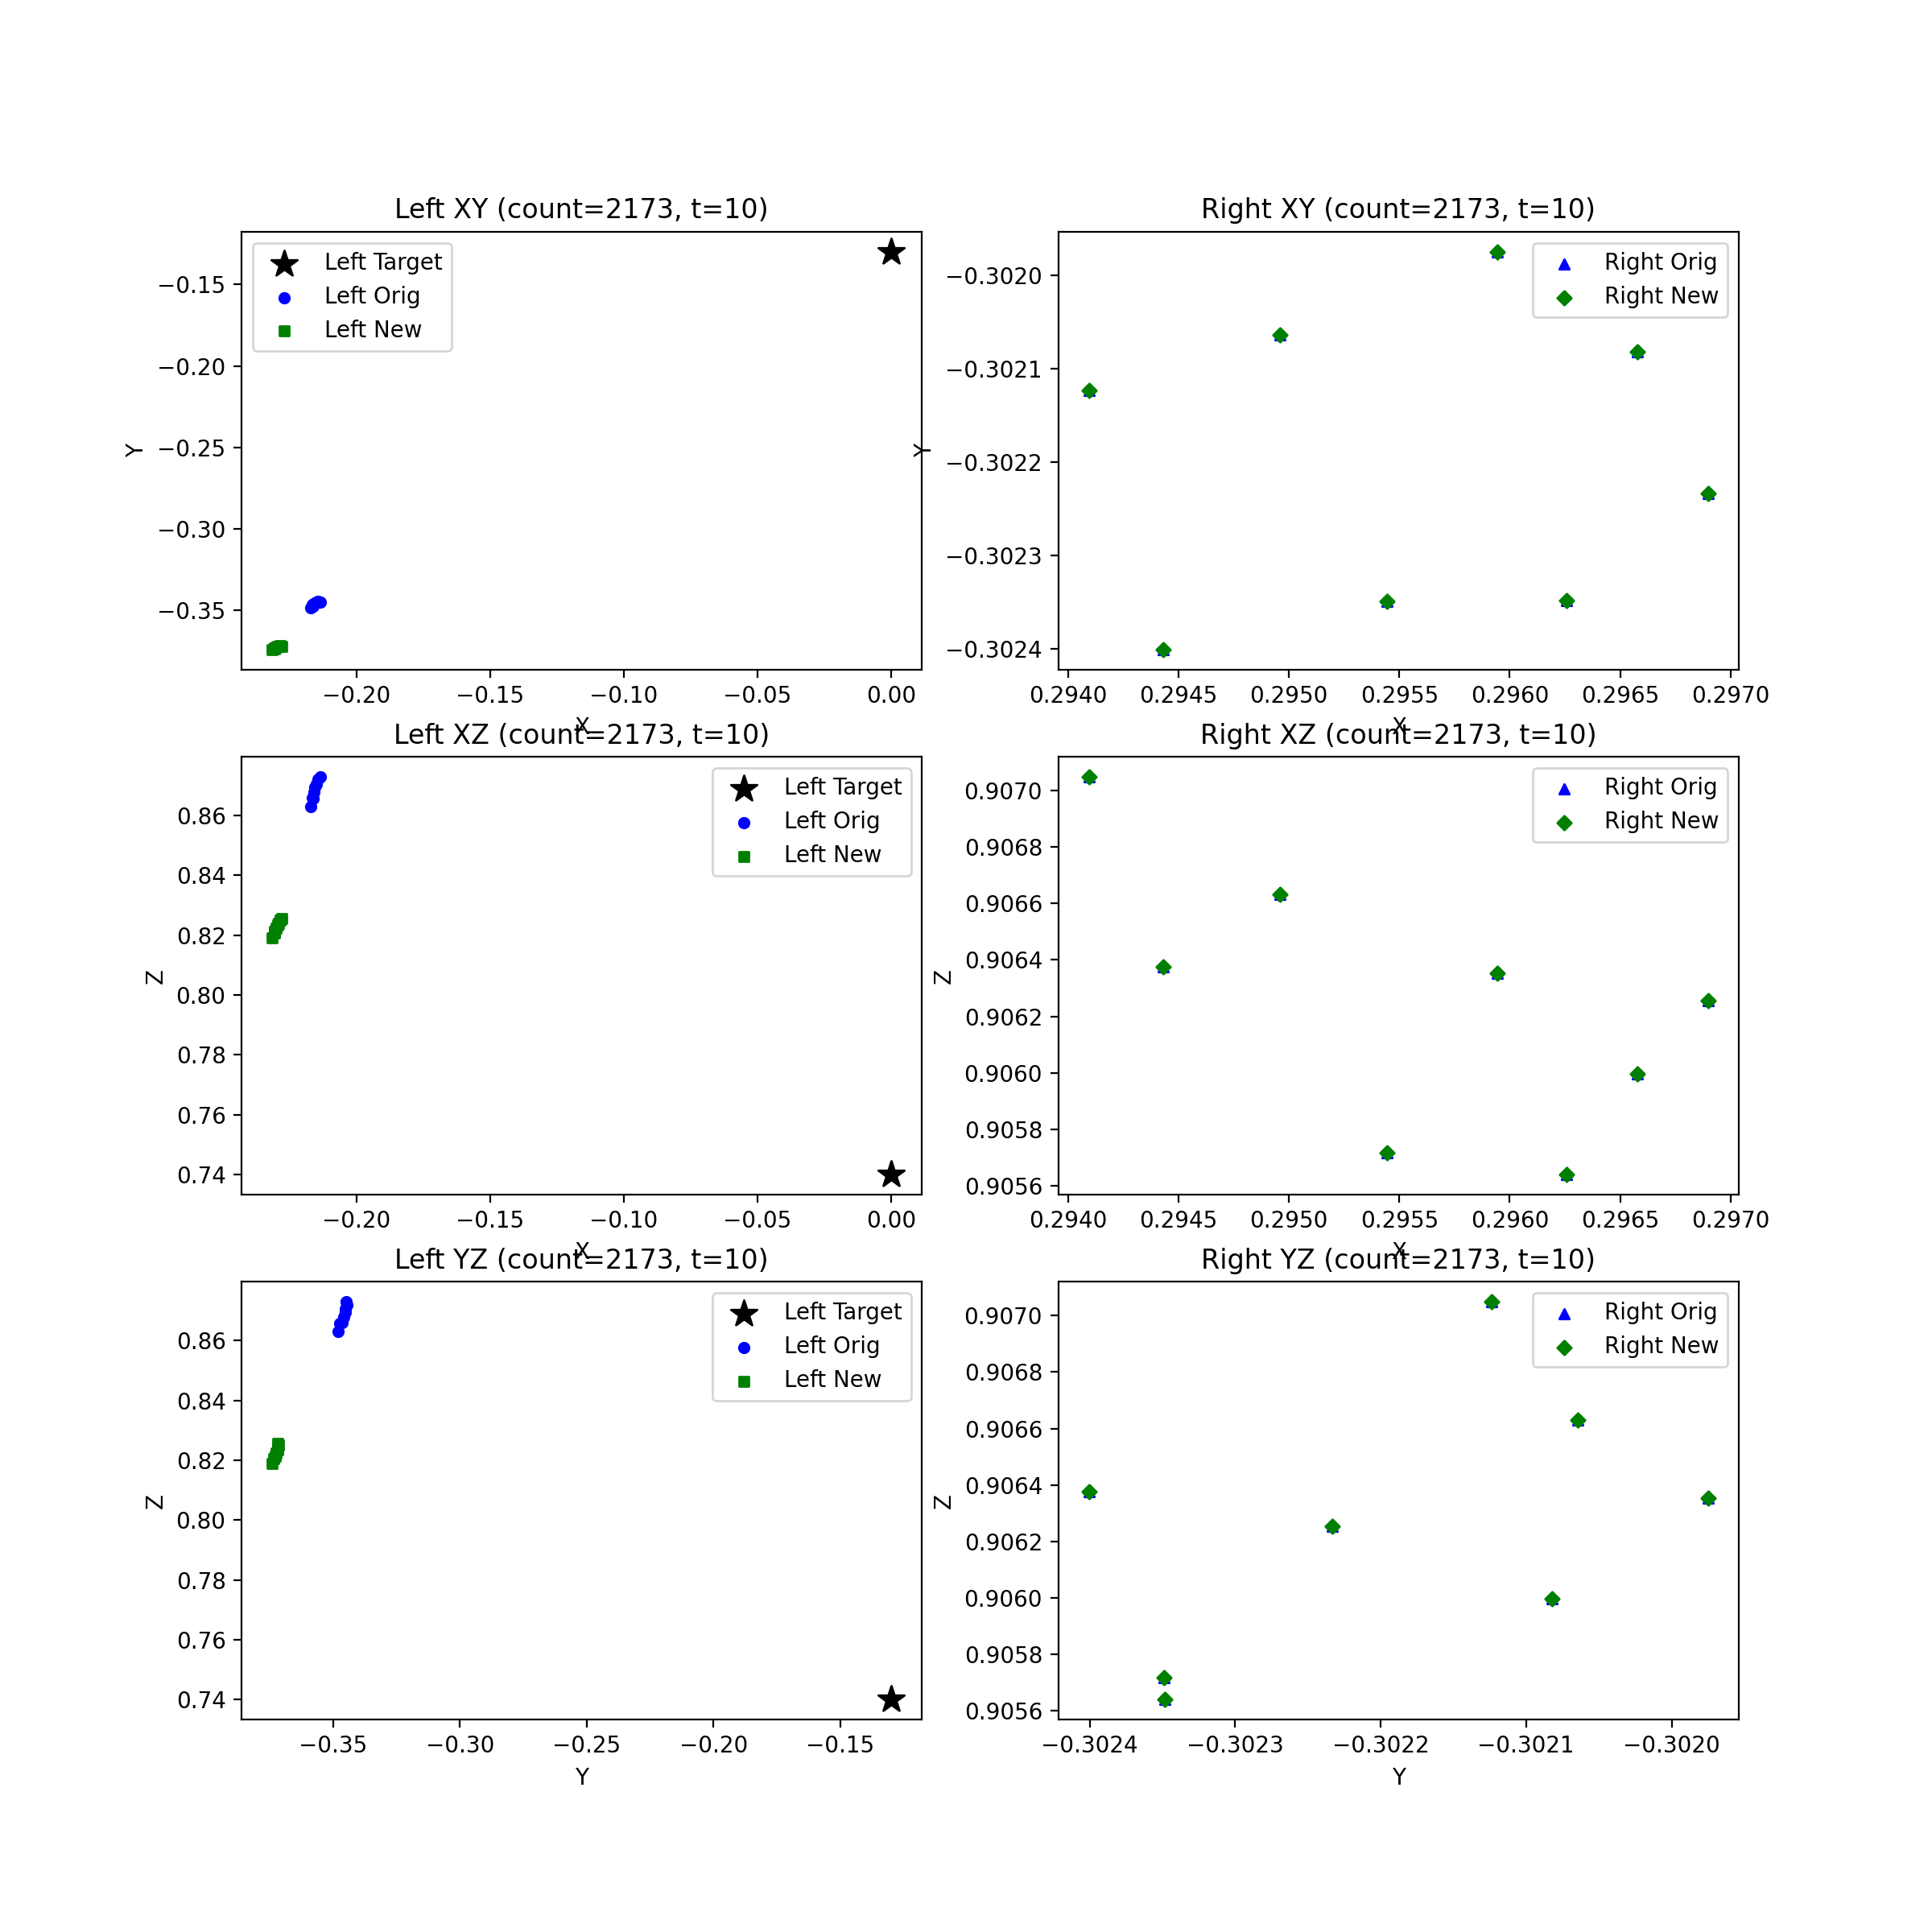 Left XY (count=2173, t=10)
Left Target
Left Orig
Left New
−0.15
−0.20
−0.25
−0.30
−0.35
Y
−0.20
−0.15
−0.10
−0.05
0.00
X
Right XY (count=2173, t=10)
Right Orig
Right New
−0.3020
−0.3021
−0.3022
−0.3023
−0.3024
Y
0.2940
0.2945
0.2950
0.2955
0.2960
0.2965
0.2970
X
Left XZ (count=2173, t=10)
Left Target
Left Orig
Left New
0.86
0.84
0.82
0.80
0.78
0.76
0.74
Z
−0.20
−0.15
−0.10
−0.05
0.00
X
Right XZ (count=2173, t=10)
Right Orig
Right New
0.9070
0.9068
0.9066
0.9064
0.9062
0.9060
0.9058
0.9056
Z
0.2940
0.2945
0.2950
0.2955
0.2960
0.2965
0.2970
X
Left YZ (count=2173, t=10)
Left Target
Left Orig
Left New
0.86
0.84
0.82
0.80
0.78
0.76
0.74
Z
−0.35
−0.30
−0.25
−0.20
−0.15
Y
Right YZ (count=2173, t=10)
Right Orig
Right New
0.9070
0.9068
0.9066
0.9064
0.9062
0.9060
0.9058
0.9056
Z
−0.3024
−0.3023
−0.3022
−0.3021
−0.3020
Y